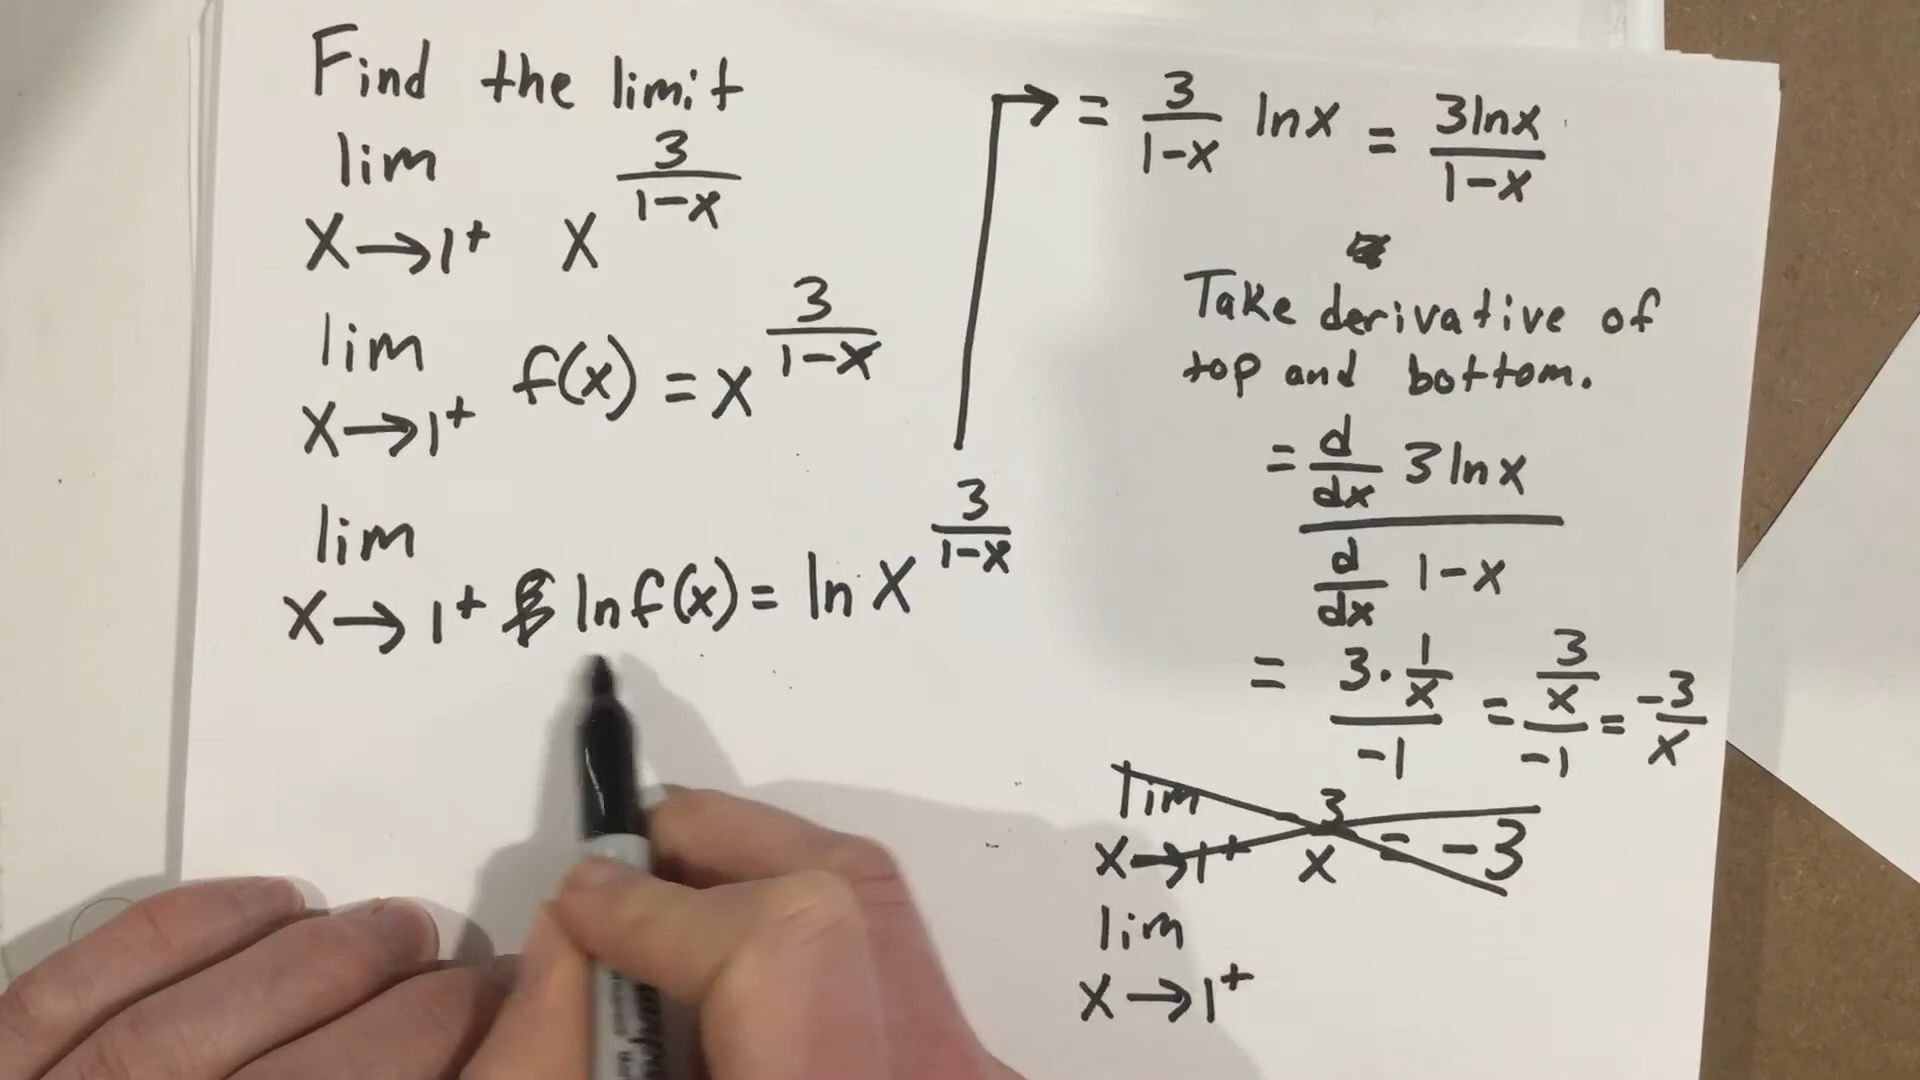 Find the limit
lim x→1⁺ x^(3/(1-x))
lim x→1⁺ f(x) = x^(3/(1-x))
lim x→1⁺ ln f(x) = ln x^(3/(1-x))
= 3/(1-x) ln x = 3lnx/(1-x)
Take derivative of
top and bottom.
= d/dx 3 ln x / d/dx 1-x
= 3·1/x / -1 = 3/x / -1 = -3/x
lim x→1⁺ 3/x = -3
lim x→1⁺